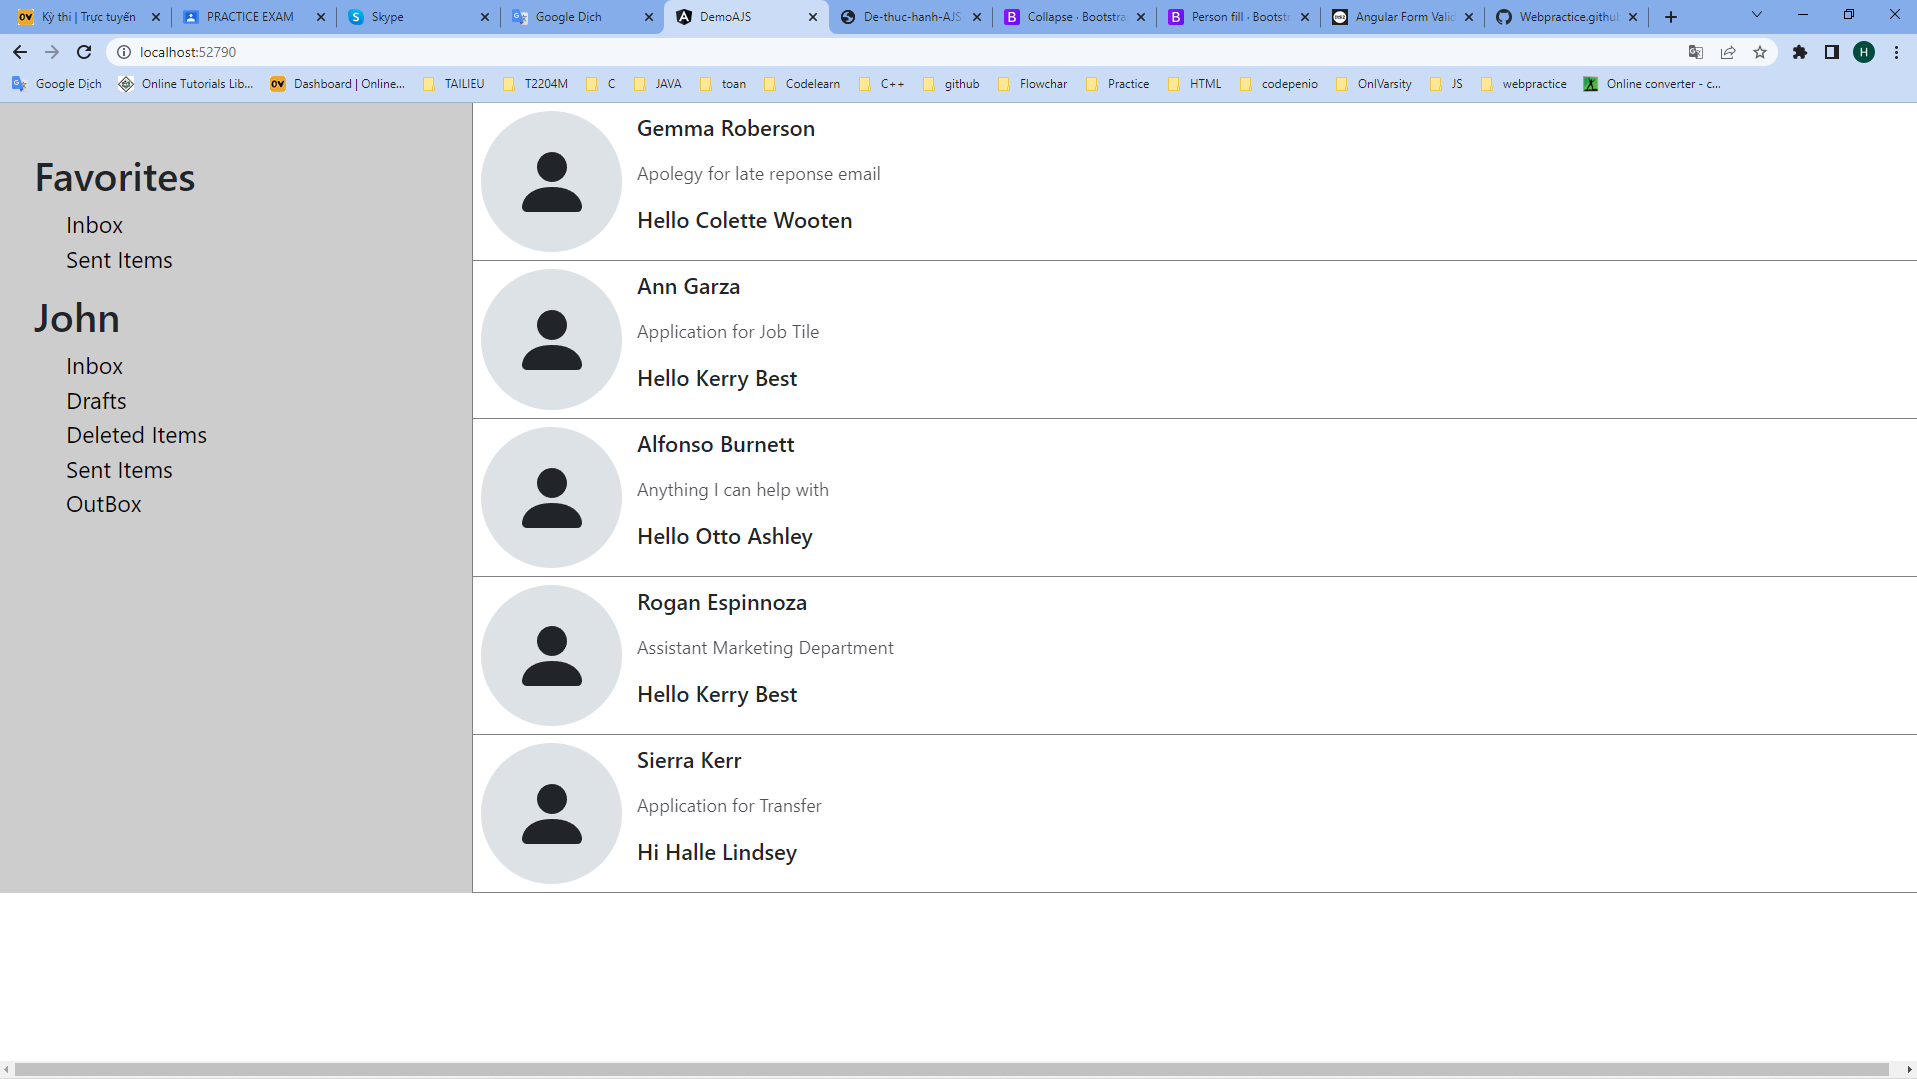 Kỳ thi | Trực tuyến
PRACTICE EXAM
Skype
Google Dịch
DemoAJS
De-thuc-hanh-AJS
Collapse · Bootstra
Person fill · Bootstr
Angular Form Valid
Webpractice.github
localhost:52790
H
Google Dịch
Online Tutorials Lib...
Dashboard | Online...
TAILIEU
T2204M
C
JAVA
toan
Codelearn
C++
github
Flowchar
Practice
HTML
codepenio
OnlVarsity
JS
webpractice
Online converter - c...
Favorites
Inbox
Sent Items
John
Inbox
Drafts
Deleted Items
Sent Items
OutBox
Gemma Roberson
Apolegy for late reponse email
Hello Colette Wooten
Ann Garza
Application for Job Tile
Hello Kerry Best
Alfonso Burnett
Anything I can help with
Hello Otto Ashley
Rogan Espinnoza
Assistant Marketing Department
Hello Kerry Best
Sierra Kerr
Application for Transfer
Hi Halle Lindsey